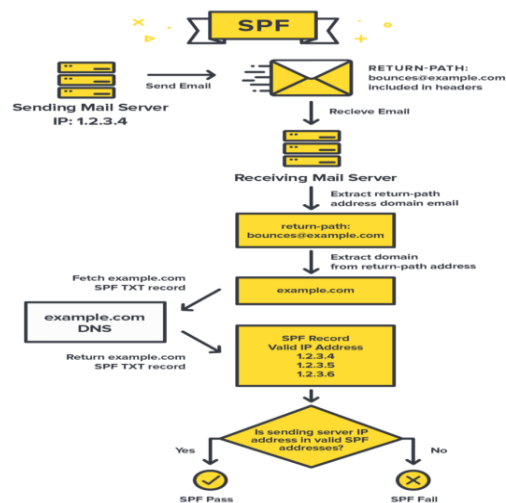 SPF
Send Email
RETURN-PATH:
bounces@example.com
included in headers
Sending Mail Server
IP: 1.2.3.4
Recieve Email
Receiving Mail Server
Extract return-path
address domain email
return-path:
bounces@example.com
Extract domain
from return-path address
Fetch example.com
SPF TXT record
example.com
example.com
DNS
SPF Record
Valid IP Address
1.2.3.4
1.2.3.5
1.2.3.6
Return example.com
SPF TXT record
Is sending server IP
address in valid SPF
addresses?
Yes
No
SPF Pass
SPF Fail